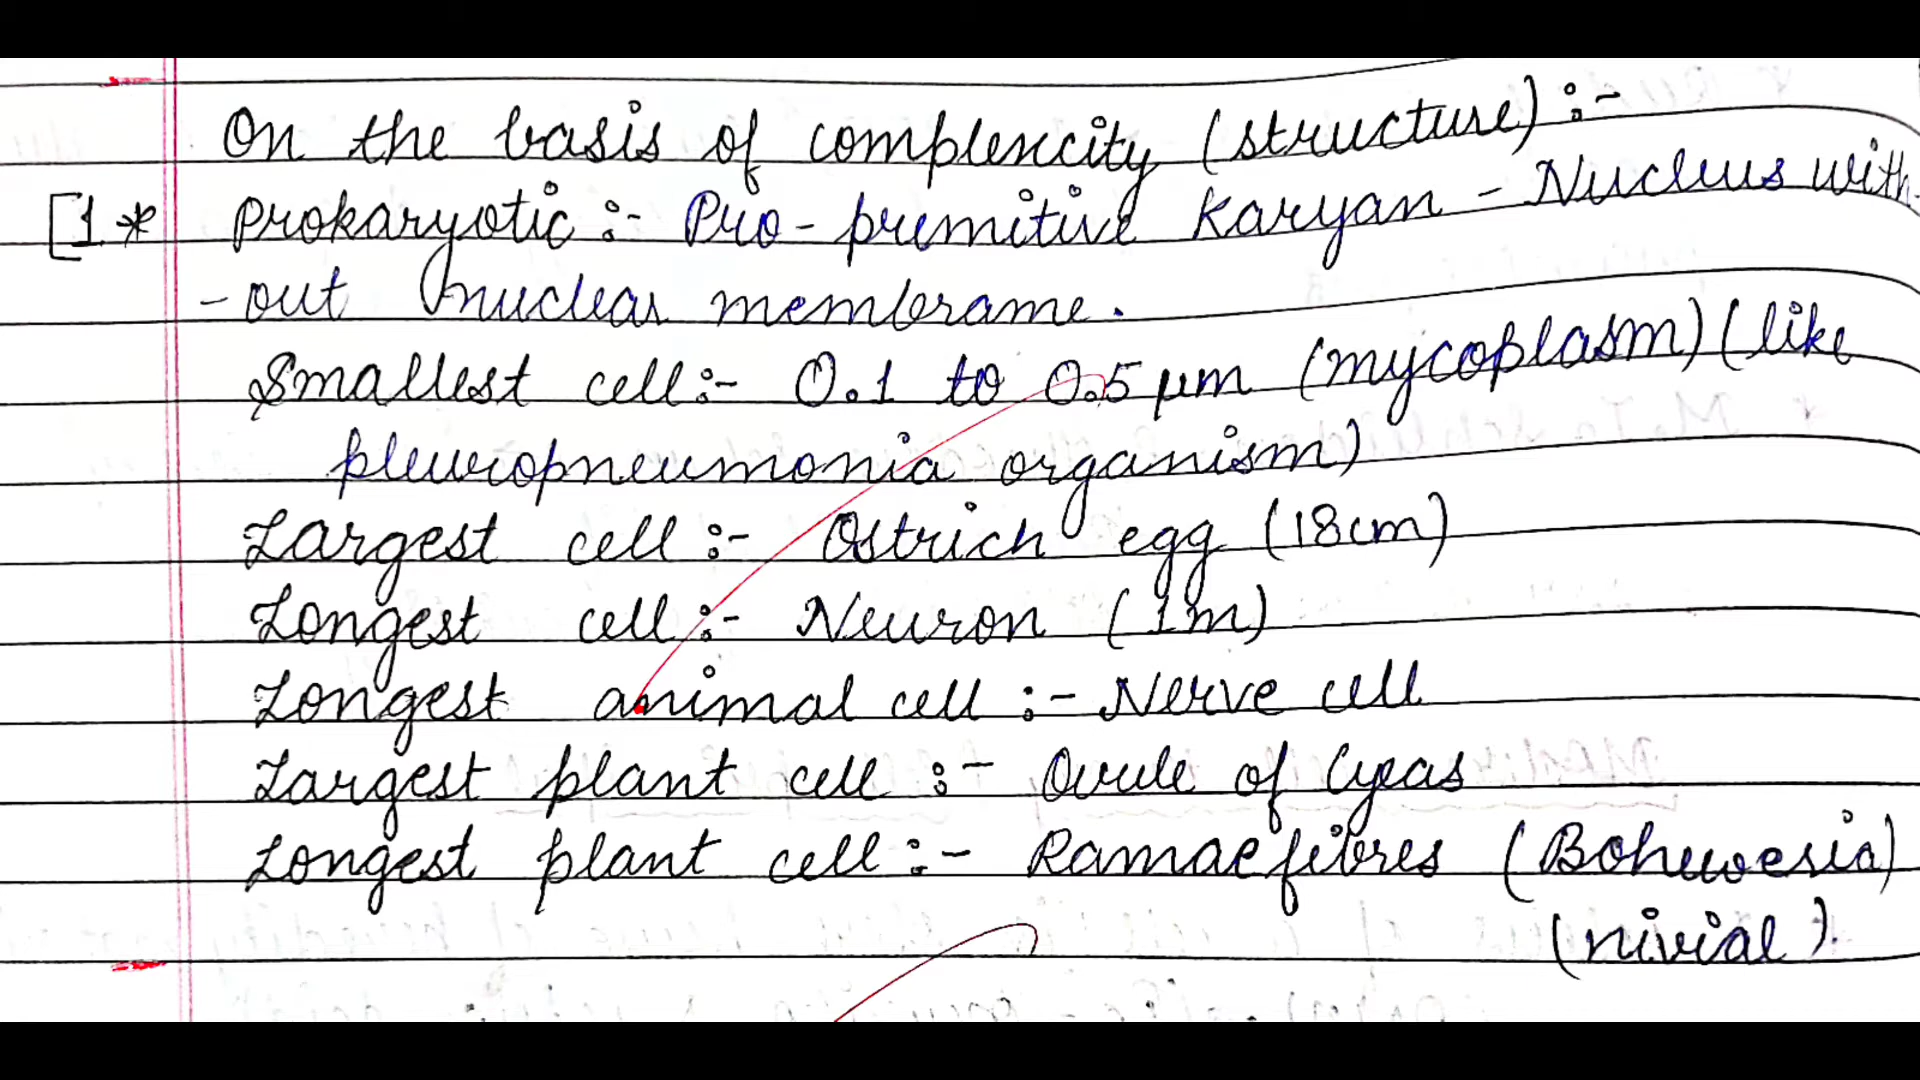 On the basis of complexcity (structure) :-
[1* Prokaryotic :- Pro - premitive Karyan - Nucleus with
- out nuclear membrame.
Smallest cell :- 0.1 to 0.5 μm (mycoplasm) (like
pleuropneumonia organism)
Largest cell :- Ostrich egg (18cm)
Longest cell :- Neuron (1m)
Longest animal cell :- Nerve cell
Largest plant cell :- Ovule of Cycas
Longest plant cell :- Ramae fibres (Bohuwesia)
(nivial).